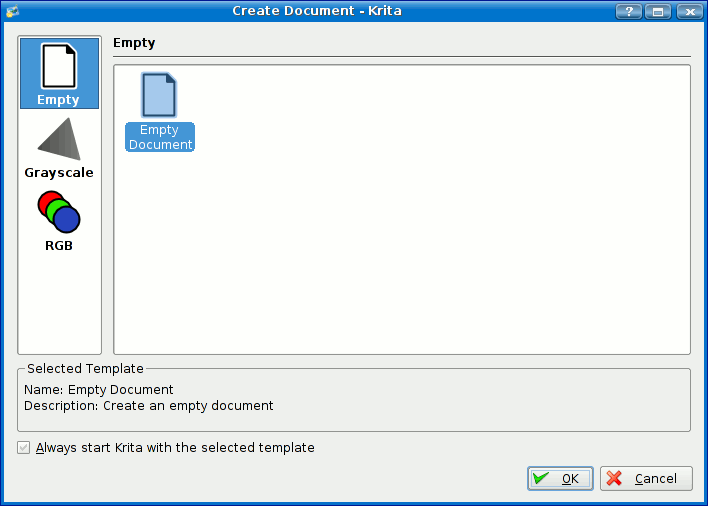 Create Document - Krita
?
Empty
Grayscale
RGB
Empty
Empty
Document
Selected Template
Name: Empty Document
Description: Create an empty document
Always start Krita with the selected template
OK
Cancel